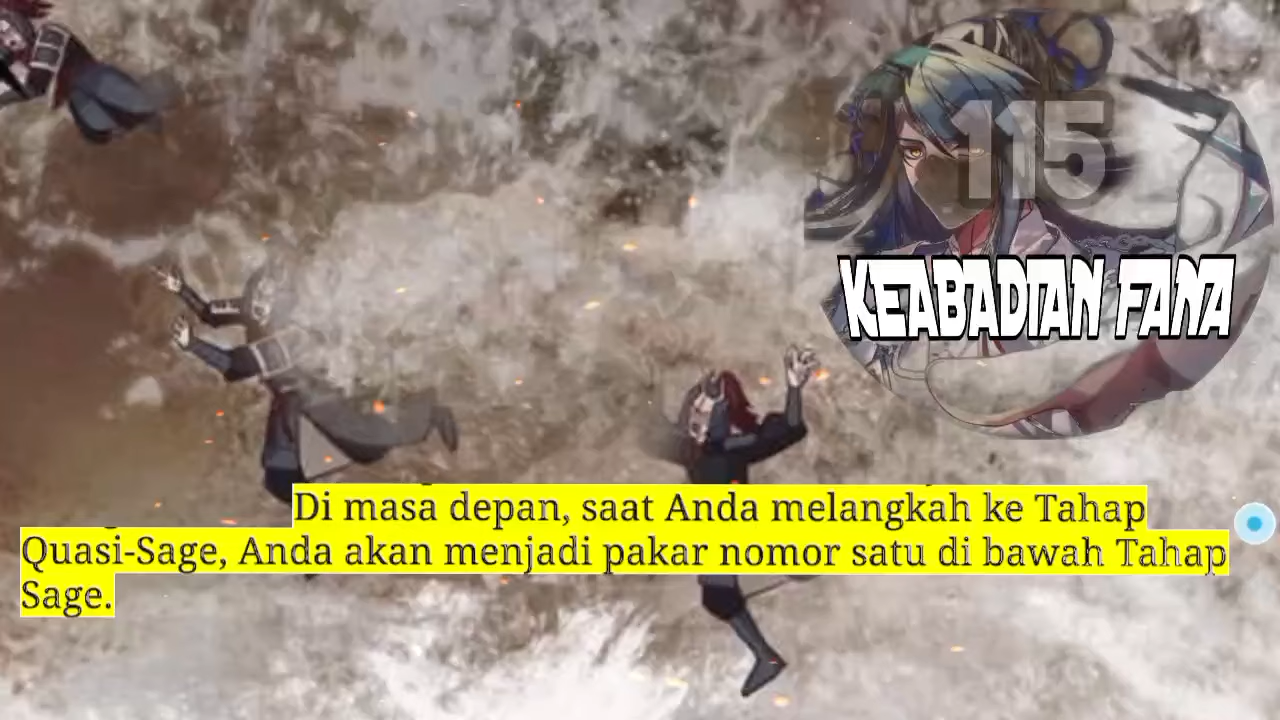 115
KEABADIAN FANA
Di masa depan, saat Anda melangkah ke Tahap
Quasi-Sage, Anda akan menjadi pakar nomor satu di bawah Tahap
Sage.